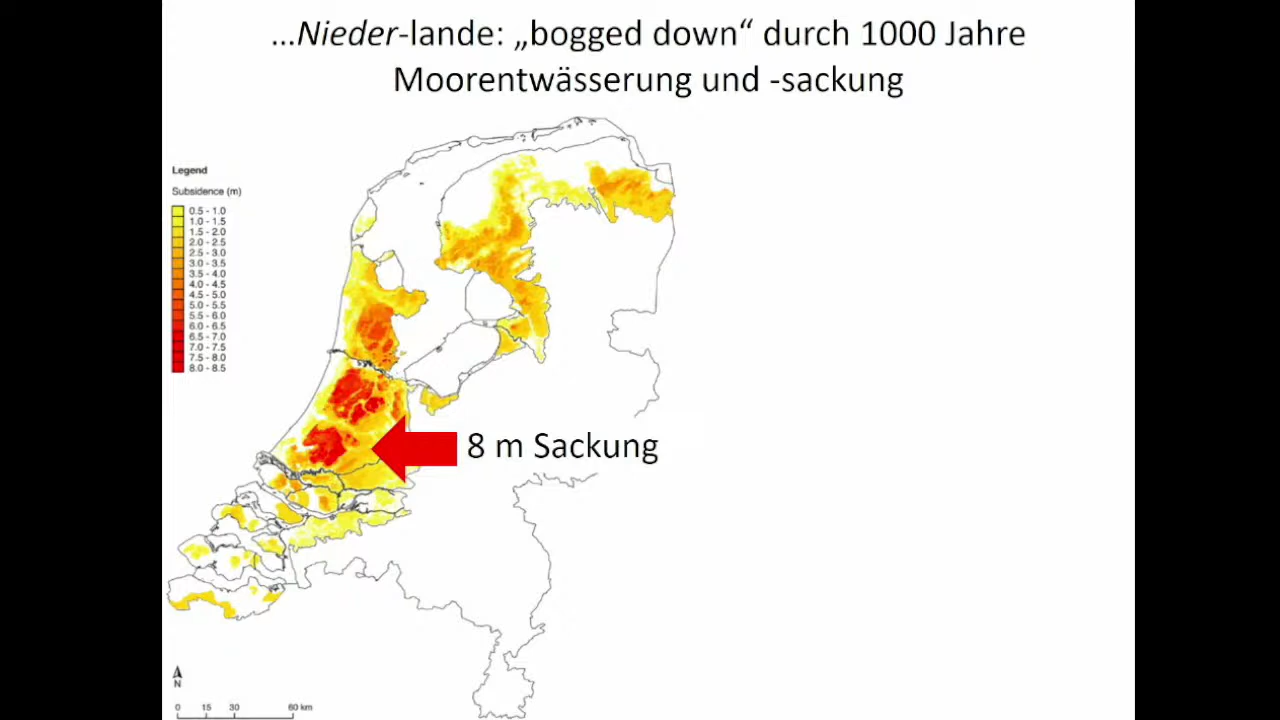 …Nieder-lande: „bogged down“ durch 1000 Jahre
Moorentwässerung und -sackung
Legend
Subsidence (m)
0.5 - 1.0
1.0 - 1.5
1.5 - 2.0
2.0 - 2.5
2.5 - 3.0
3.0 - 3.5
3.5 - 4.0
4.0 - 4.5
4.5 - 5.0
5.0 - 5.5
5.5 - 6.0
6.0 - 6.5
6.5 - 7.0
7.0 - 7.5
7.5 - 8.0
8.0 - 8.5
8 m Sackung
N
0 15 30 60 km